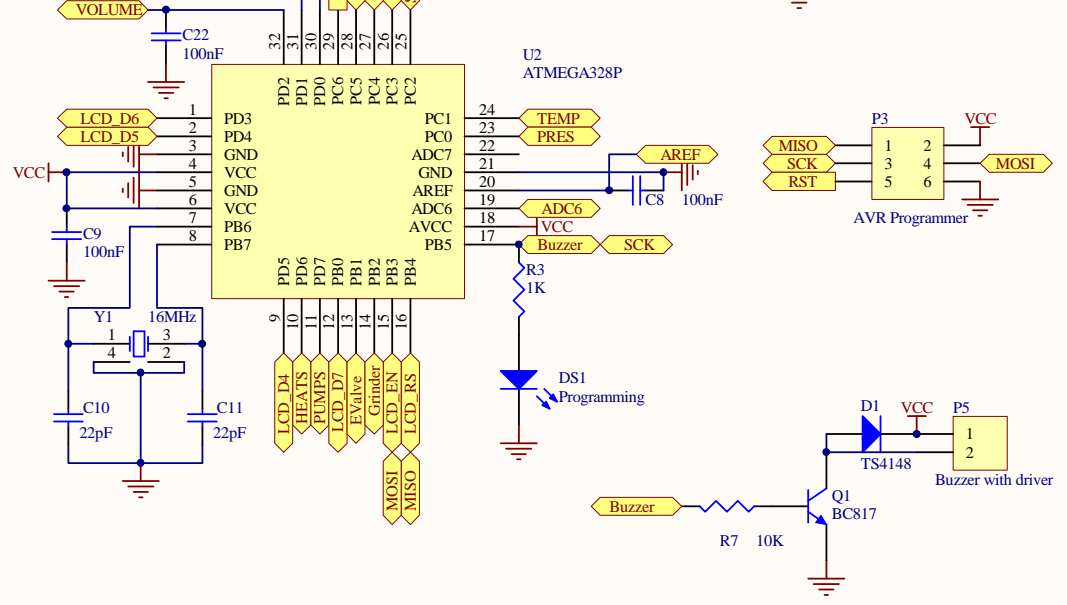 VOLUME
C22
100nF
32 31 30 29 28 27 26 25
PD2 PD1 PD0 PC6 PC5 PC4 PC3 PC2
U2
ATMEGA328P
LCD_D6 1 PD3
LCD_D5 2 PD4
3 GND
VCC 4 VCC
5 GND
6 VCC
7 PB6
8 PB7
C9
100nF
PC1 24 TEMP
PC0 23 PRES
ADC7 22
GND 21
AREF
AREF 20
C8 100nF
ADC6 19 ADC6
AVCC 18 VCC
PB5 17 Buzzer SCK
PD5 PD6 PD7 PB0 PB1 PB2 PB3 PB4
9 10 11 12 13 14 15 16
LCD_D4 HEATS PUMPS LCD_D7 EValve Grinder LCD_EN LCD_RS
MOSI MISO
R3
1K
DS1
Programming
Y1 16MHz
1 3
4 2
C10
22pF
C11
22pF
P3
VCC
MISO 1 2
SCK 3 4 MOSI
RST 5 6
AVR Programmer
D1
VCC
P5
1
2
TS4148
Buzzer with driver
Buzzer
R7 10K
Q1
BC817